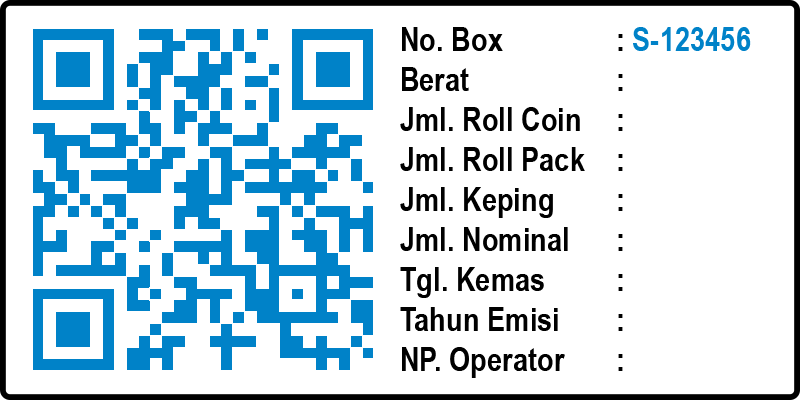 No. Box : S-123456
Berat :
Jml. Roll Coin :
Jml. Roll Pack :
Jml. Keping :
Jml. Nominal :
Tgl. Kemas :
Tahun Emisi :
NP. Operator :